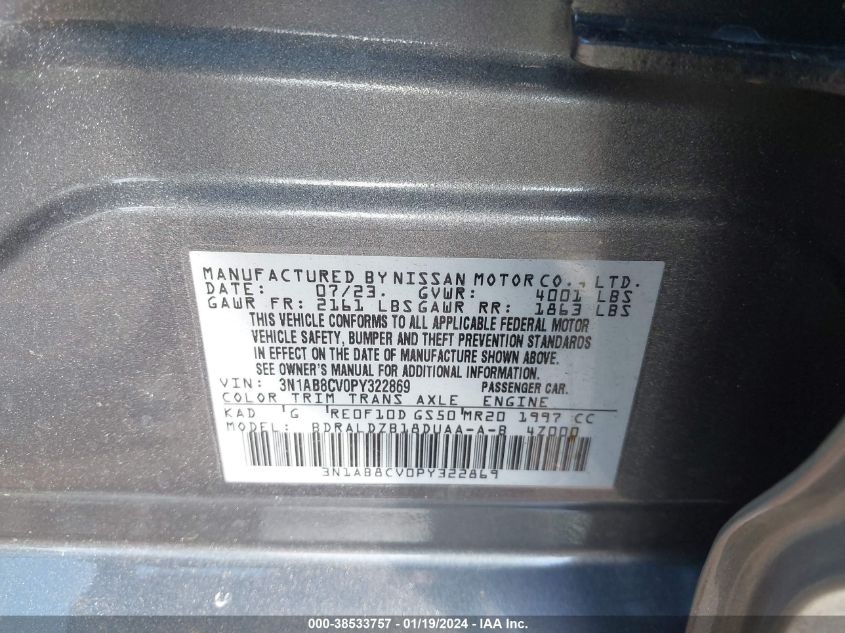 MANUFACTURED BY NISSAN MOTOR CO., LTD.
DATE: 07/23. GVWR: 4001 LBS
GAWR FR: 2161 LBS GAWR RR: 1863 LBS
THIS VEHICLE CONFORMS TO ALL APPLICABLE FEDERAL MOTOR
VEHICLE SAFETY, BUMPER AND THEFT PREVENTION STANDARDS
IN EFFECT ON THE DATE OF MANUFACTURE SHOWN ABOVE.
SEE OWNER'S MANUAL FOR ADDITIONAL INFORMATION.
VIN: 3N1AB8CV0PY322869 PASSENGER CAR.
COLOR TRIM TRANS AXLE ENGINE
KAD G RE0F10D GS50 MR20 1997 CC
MODEL: BDRALDZB18DUAA-A-B 47000
3N1AB8CV0PY322869
000-38533757 - 01/19/2024 - IAA Inc.